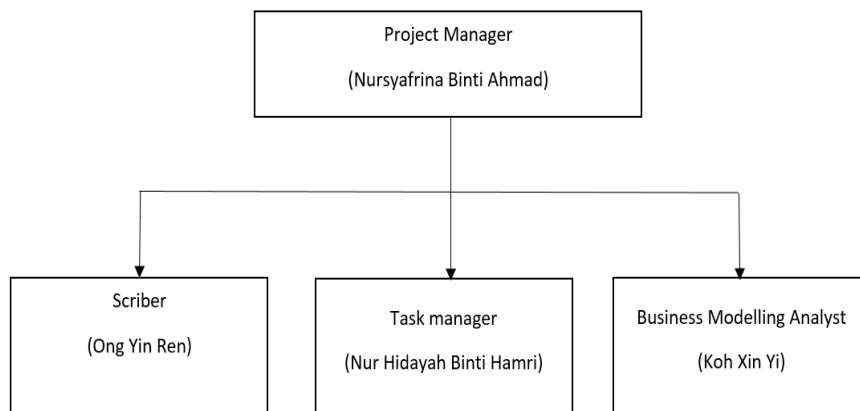 Project Manager
(Nursyafrina Binti Ahmad)
Scriber
(Ong Yin Ren)
Task manager
(Nur Hidayah Binti Hamri)
Business Modelling Analyst
(Koh Xin Yi)